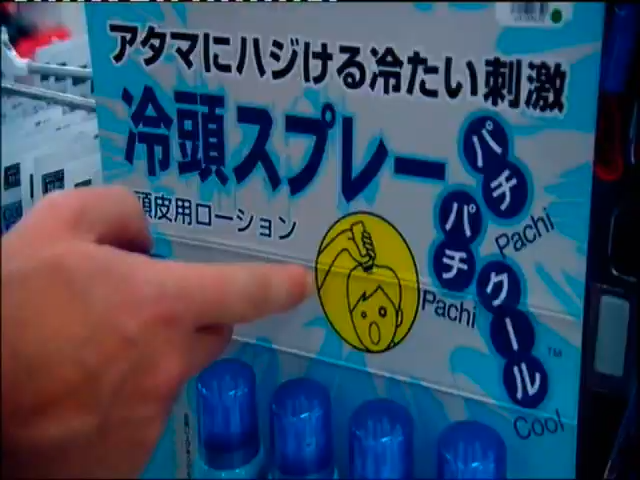 アタマにハジける冷たい刺激
冷頭スプレー
頭皮用ローション
パチ
パチ
クール
Pachi
Pachi
Cool
TM